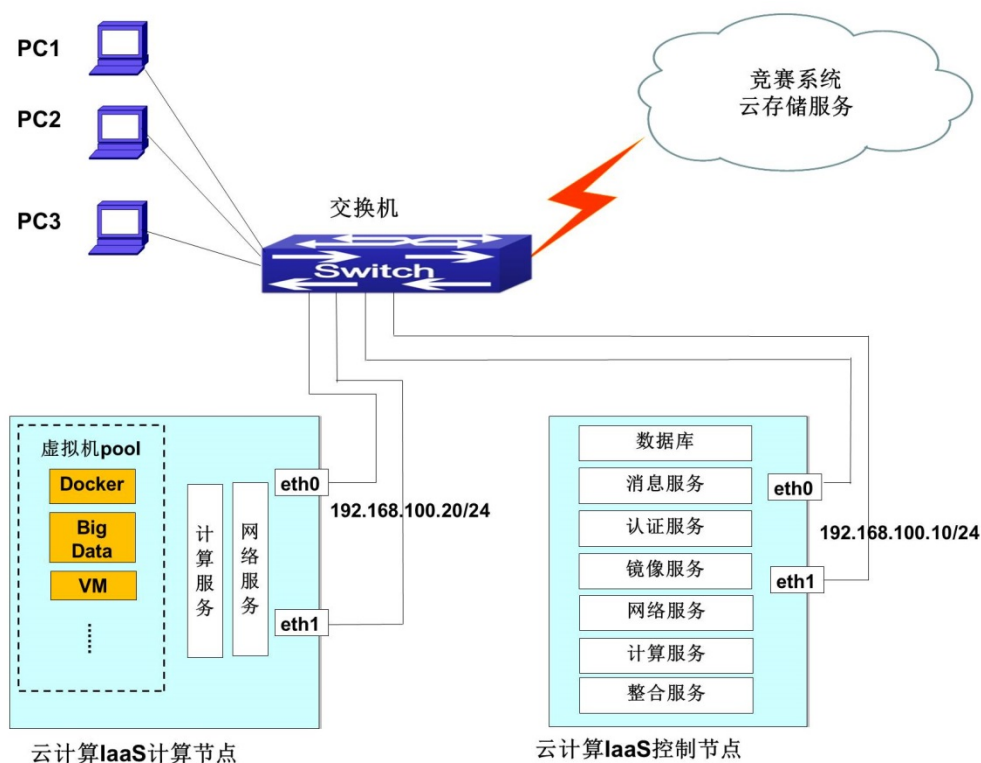 PC1
PC2
PC3
竞赛系统
云存储服务
交换机
Switch
虚拟机pool
Docker
Big
Data
VM
......
计算服务
网络服务
eth0
192.168.100.20/24
eth1
云计算IaaS计算节点
数据库
消息服务
认证服务
镜像服务
网络服务
计算服务
整合服务
eth0
192.168.100.10/24
eth1
云计算IaaS控制节点